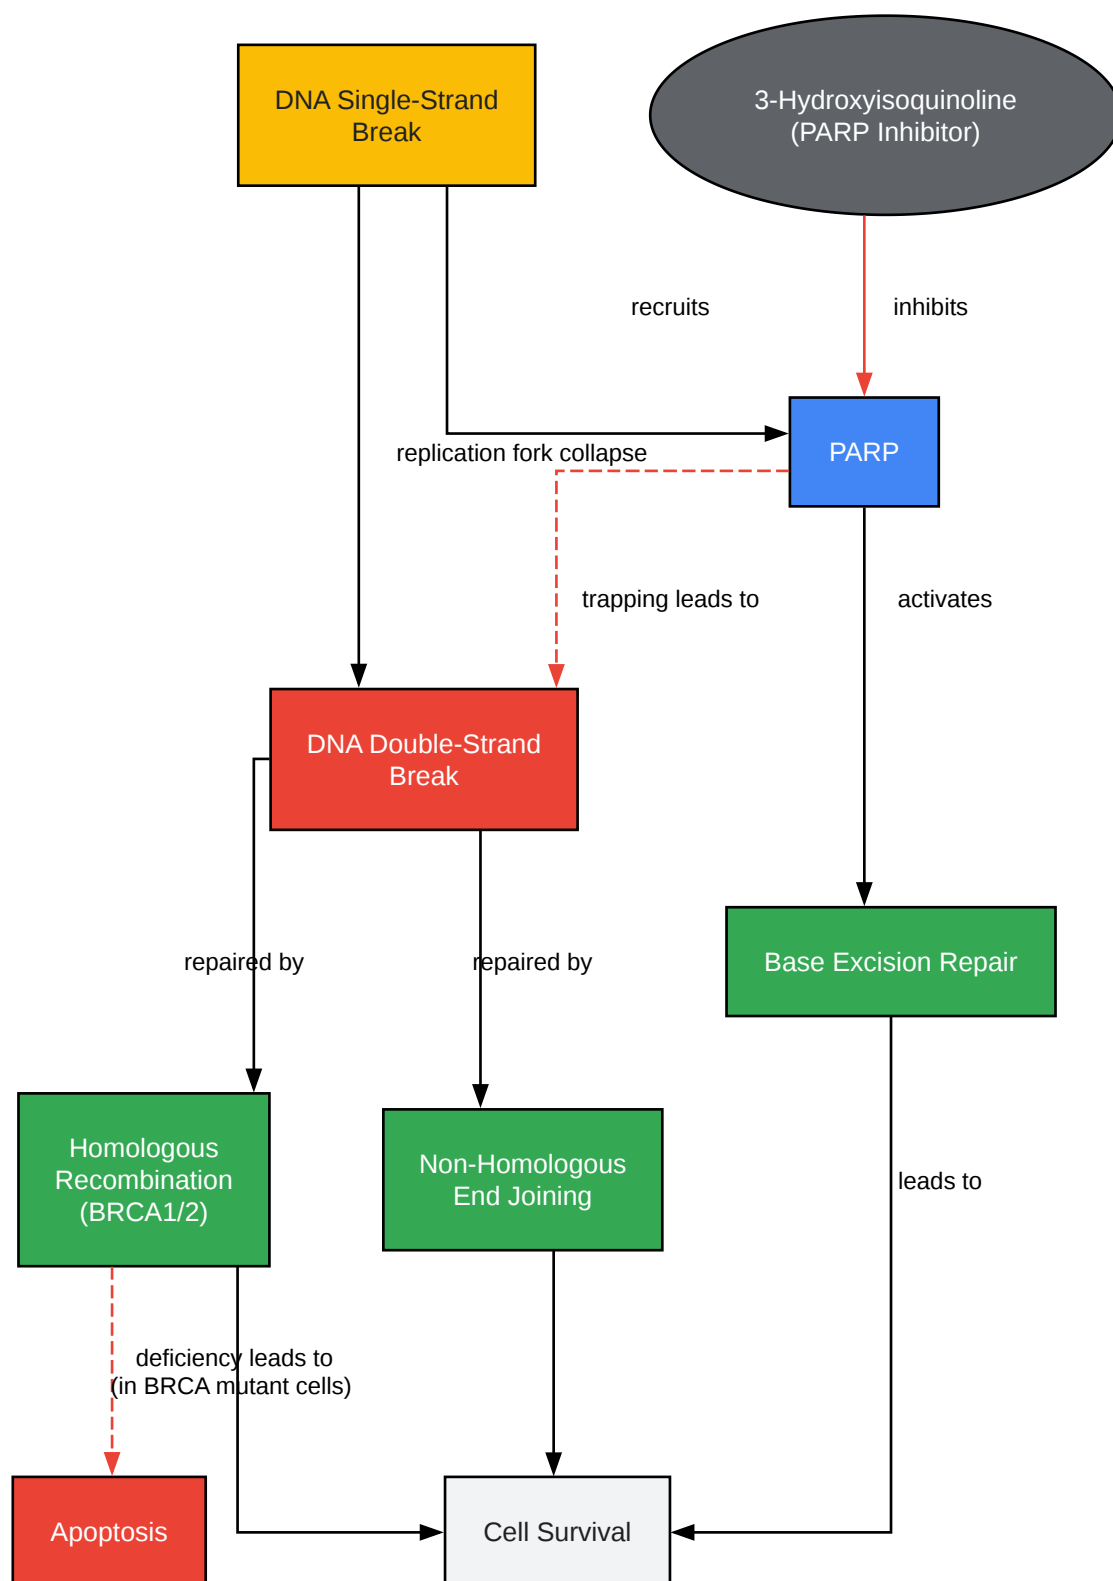 DNA Single-Strand
Break
3-Hydroxyisoquinoline
(PARP Inhibitor)
recruits
inhibits
replication fork collapse
PARP
trapping leads to
activates
DNA Double-Strand
Break
repaired by
repaired by
Base Excision Repair
Homologous
Recombination
(BRCA1/2)
Non-Homologous
End Joining
leads to
deficiency leads to
(in BRCA mutant cells)
Apoptosis
Cell Survival